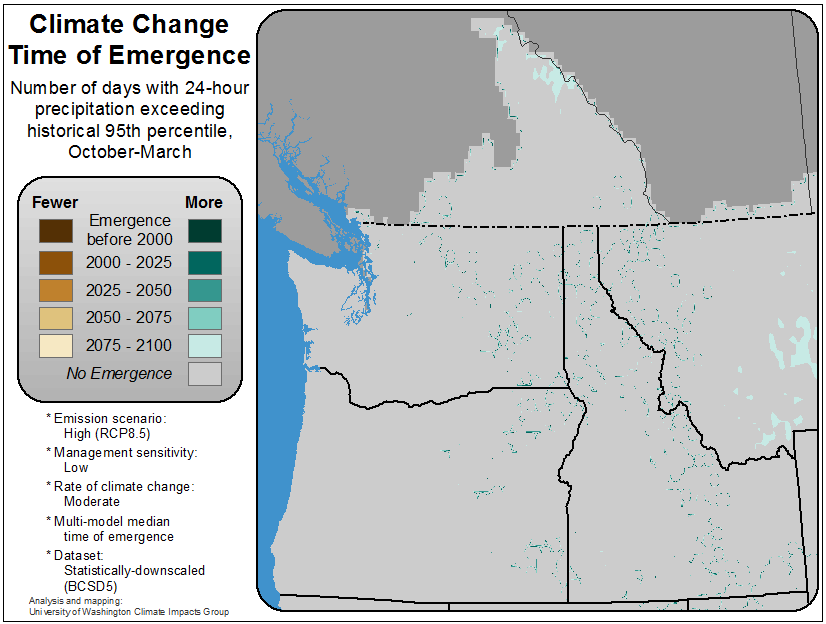 Climate Change
Time of Emergence
Number of days with 24-hour
precipitation exceeding
historical 95th percentile,
October-March
Fewer More
Emergence
before 2000
2000 - 2025
2025 - 2050
2050 - 2075
2075 - 2100
No Emergence
* Emission scenario:
High (RCP8.5)
* Management sensitivity:
Low
* Rate of climate change:
Moderate
* Multi-model median
time of emergence
* Dataset:
Statistically-downscaled
(BCSD5)
Analysis and mapping:
University of Washington Climate Impacts Group